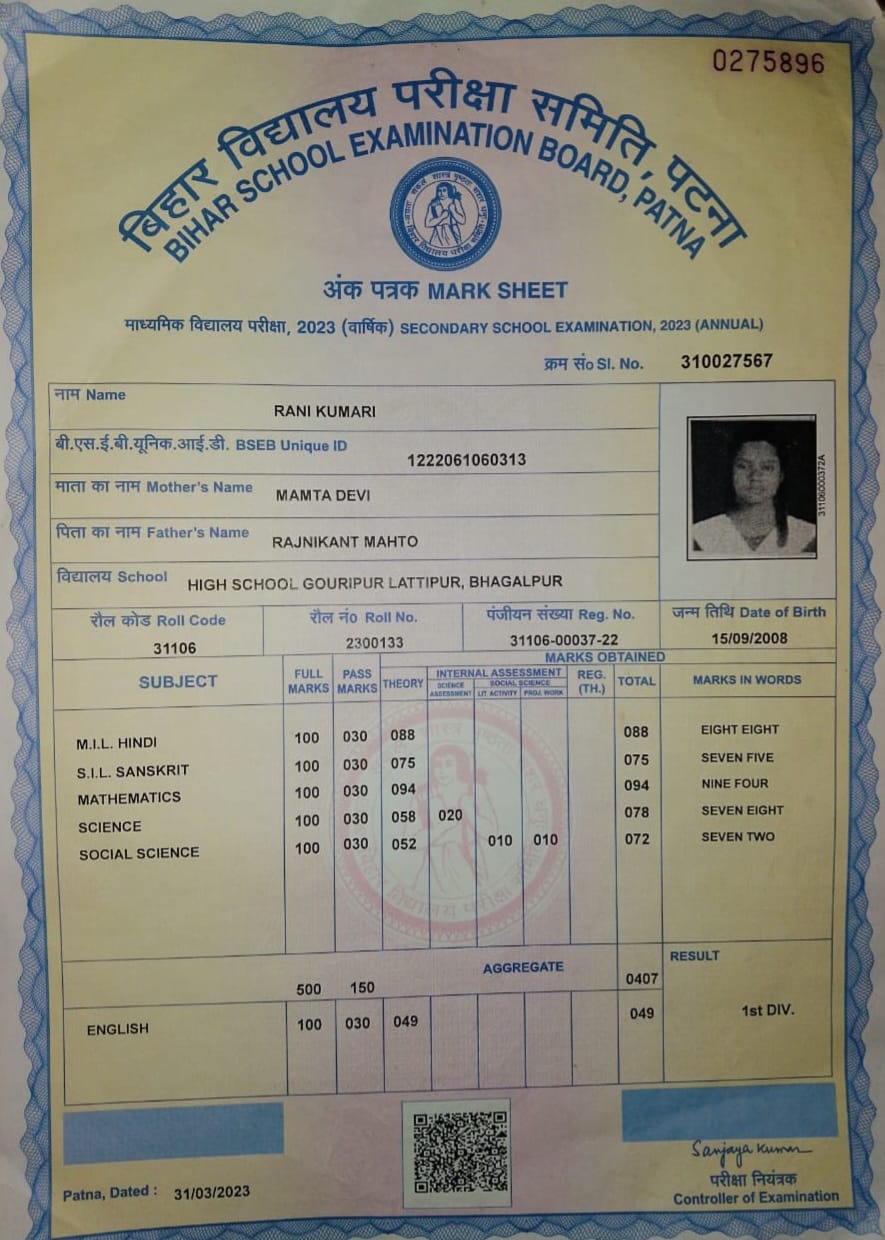 0275896
बिहार विद्यालय परीक्षा समिति, पटना
BIHAR SCHOOL EXAMINATION BOARD, PATNA
अंक पत्रक MARK SHEET
माध्यमिक विद्यालय परीक्षा, 2023 (वार्षिक) SECONDARY SCHOOL EXAMINATION, 2023 (ANNUAL)
क्रम सं० Sl. No. 310027567
नाम Name
RANI KUMARI
बी.एस.ई.बी.यूनिक.आई.डी. BSEB Unique ID
1222061060313
माता का नाम Mother's Name
MAMTA DEVI
पिता का नाम Father's Name
RAJNIKANT MAHTO
विद्यालय School HIGH SCHOOL GOURIPUR LATTIPUR, BHAGALPUR
31106000372A
रौल कोड Roll Code रौल नं० Roll No. पंजीयन संख्या Reg. No. जन्म तिथि Date of Birth
31106 2300133 31106-00037-22 15/09/2008
MARKS OBTAINED
SUBJECT FULL MARKS PASS MARKS THEORY INTERNAL ASSESSMENT REG. (TH.) TOTAL MARKS IN WORDS
SCIENCE ASSESSMENT SOCIAL SCIENCE LIT ACTIVITY PROJ. WORK
M.I.L. HINDI 100 030 088 088 EIGHT EIGHT
S.I.L. SANSKRIT 100 030 075 075 SEVEN FIVE
MATHEMATICS 100 030 094 094 NINE FOUR
SCIENCE 100 030 058 020 078 SEVEN EIGHT
SOCIAL SCIENCE 100 030 052 010 010 072 SEVEN TWO
बिहार विद्यालय परीक्षा
500 150 AGGREGATE 0407 RESULT
ENGLISH 100 030 049 049 1st DIV.
Sanjaya Kumar
परीक्षा नियंत्रक
Controller of Examination
Patna, Dated : 31/03/2023